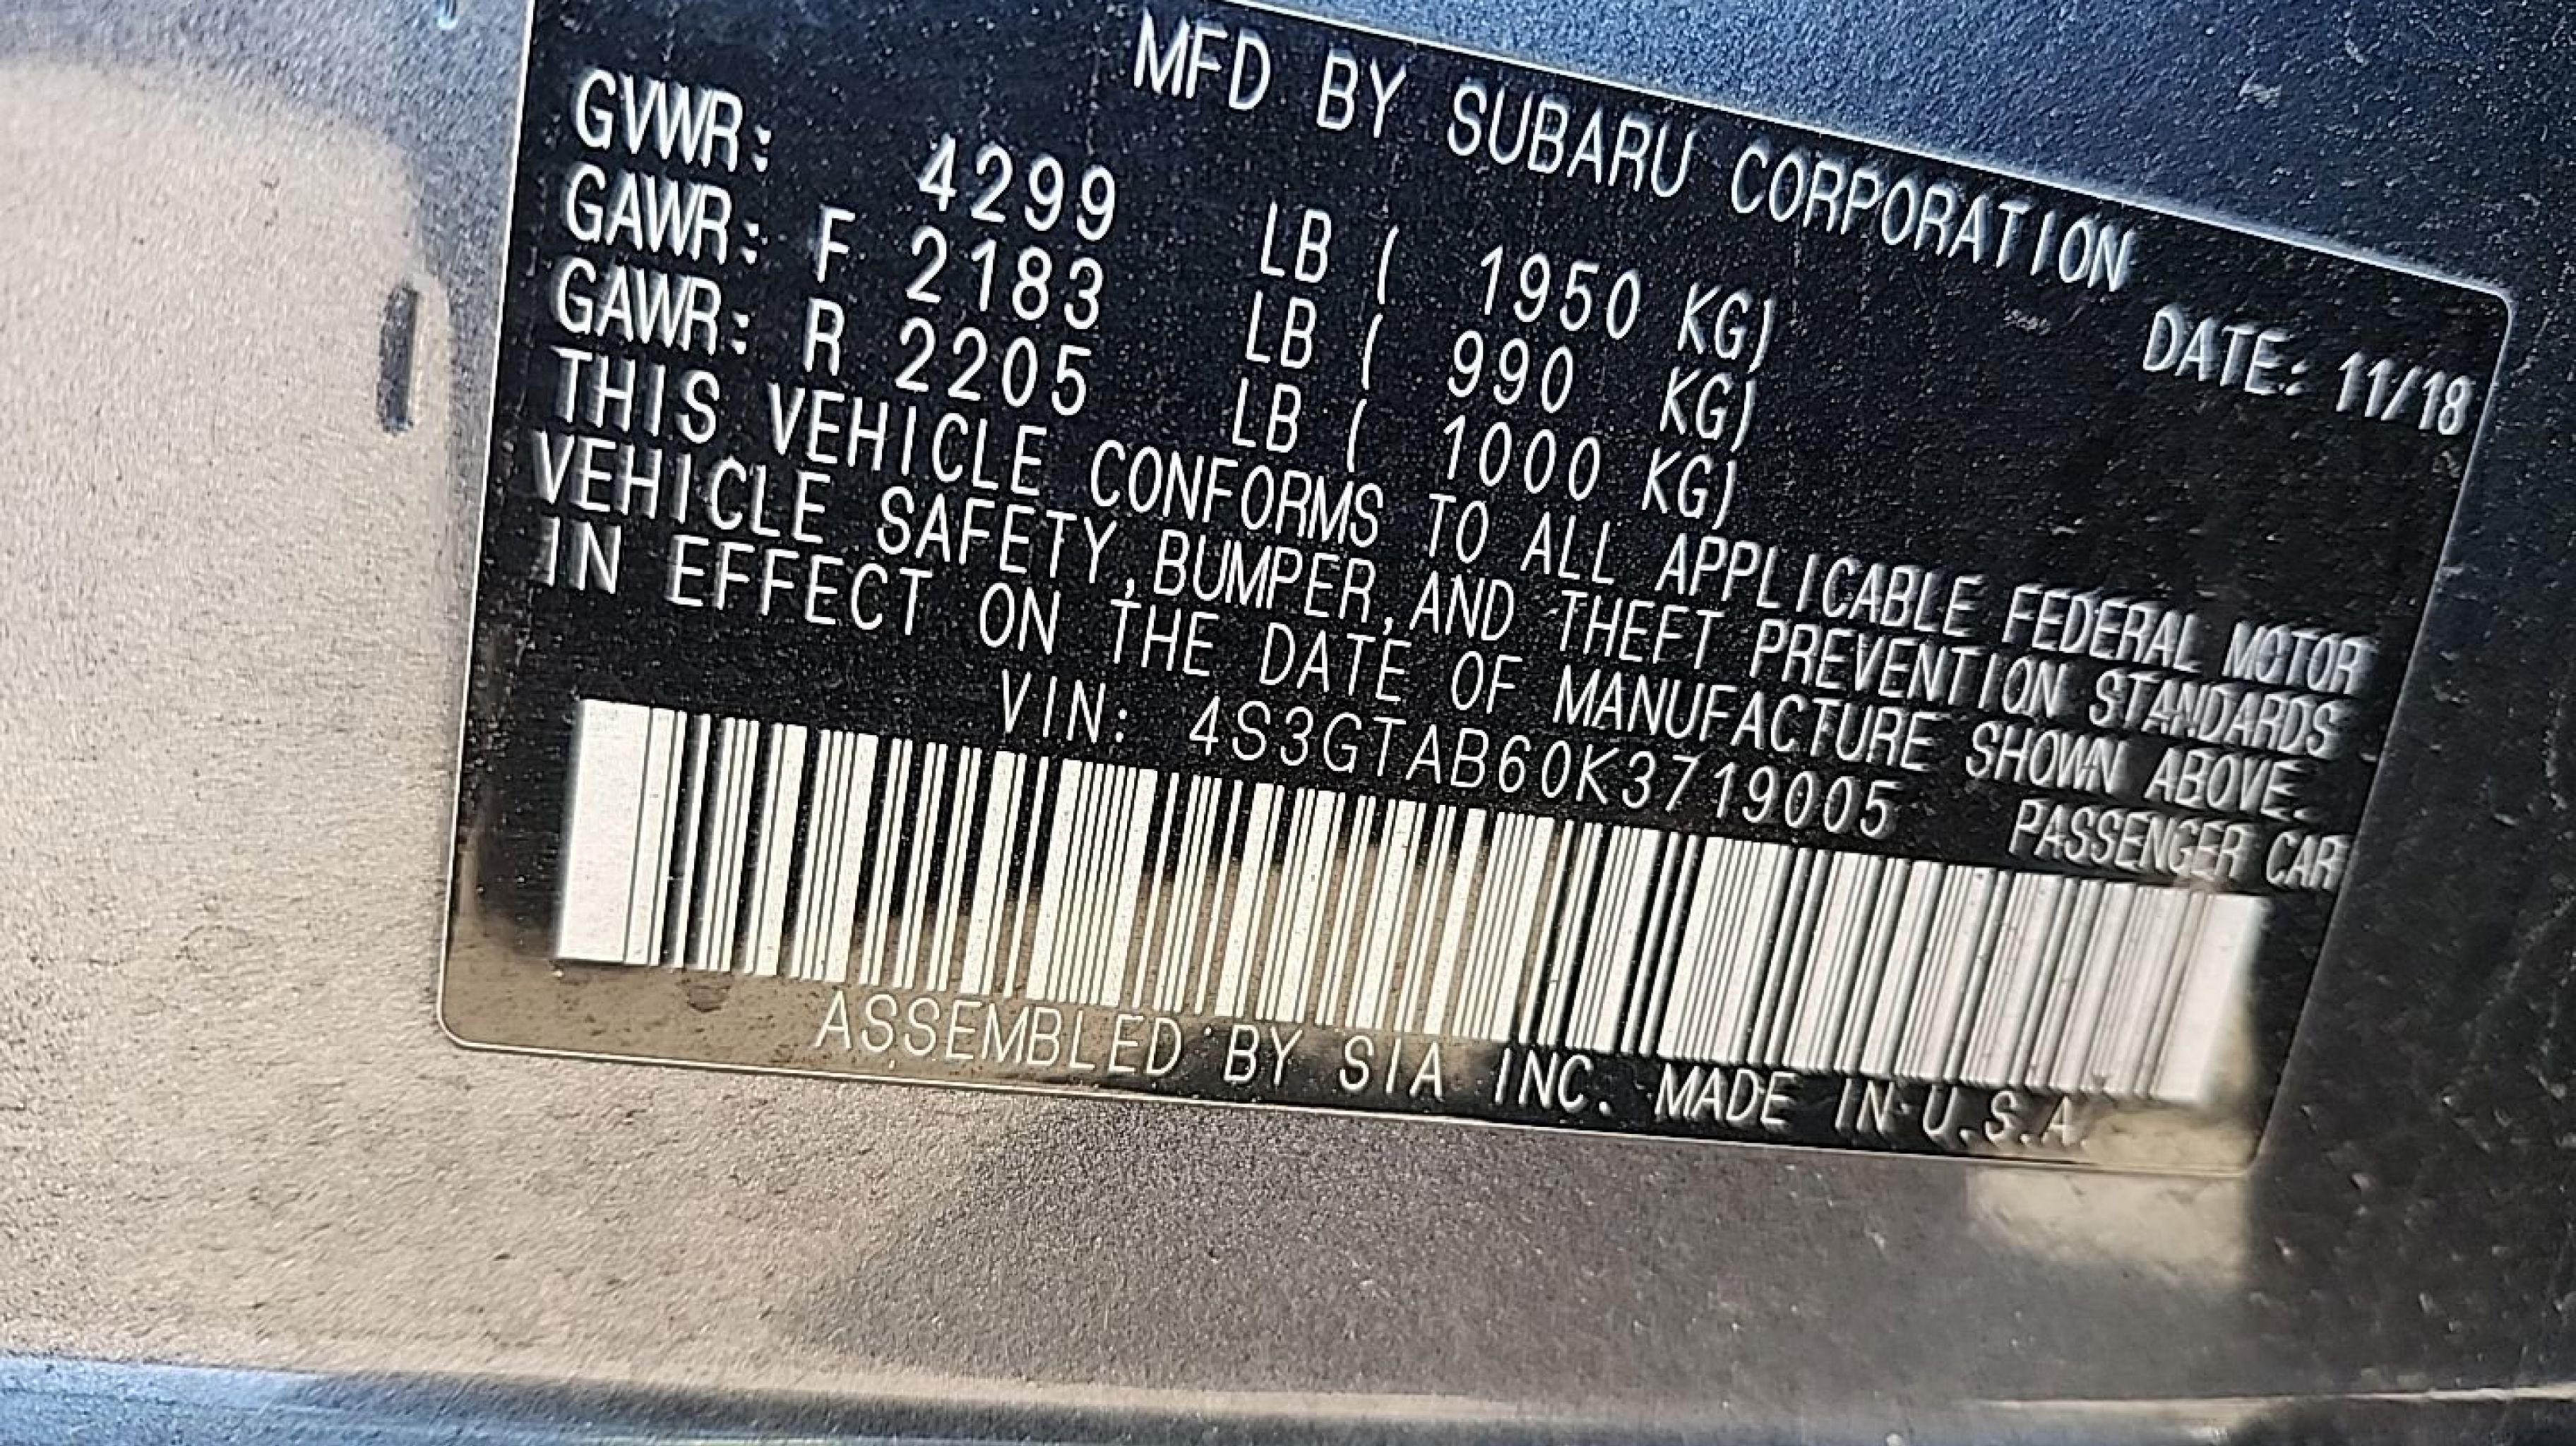 MFD BY SUBARU CORPORATION
DATE: 11/18
GVWR: 4299 LB ( 1950 KG)
GAWR: F 2183 LB ( 990 KG)
GAWR: R 2205 LB ( 1000 KG)
THIS VEHICLE CONFORMS TO ALL APPLICABLE FEDERAL MOTOR
VEHICLE SAFETY,BUMPER,AND THEFT PREVENTION STANDARDS
IN EFFECT ON THE DATE OF MANUFACTURE SHOWN ABOVE.
VIN: 4S3GTAB60K3719005 PASSENGER CAR
ASSEMBLED BY SIA INC. MADE IN U.S.A.